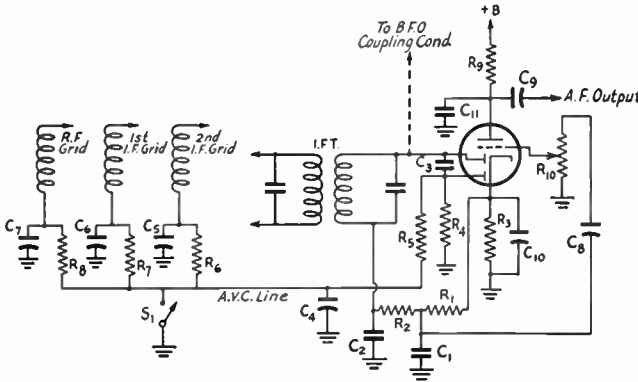 To B.F.O
Coupling Cond.
+B
R9
C9
A.F. Output
C11
R.F. Grid
1st I.F. Grid
2nd I.F. Grid
I.F.T.
C3
R10
C7
R8
C6
R7
C5
R6
R5
R4
R3
C10
C8
A.V.C. Line
S1
C4
R2
R1
C2
C1